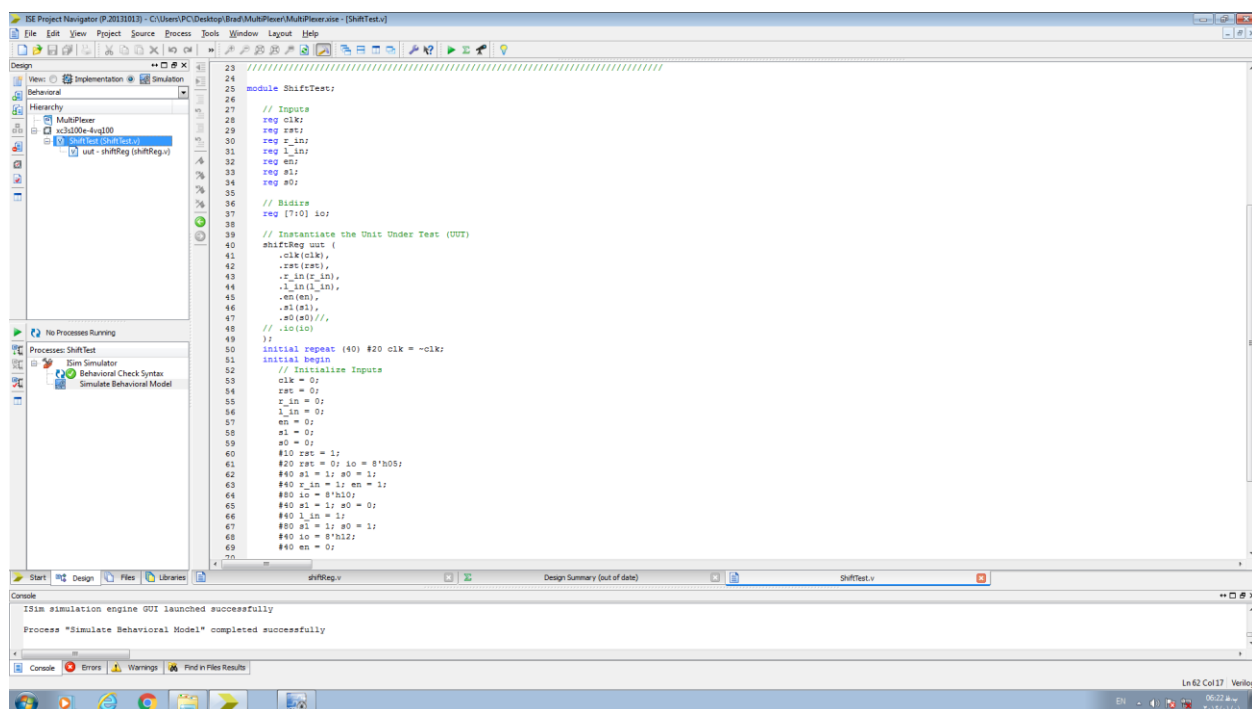 ISE Project Navigator (P.20131013) - C:\Users\PC\Desktop\Brad\MultiPlexer\MultiPlexer.xise - [ShiftTest.v]
File Edit View Project Source Process Tools Window Layout Help
Design
View: Implementation Simulation
Behavioral
Hierarchy
MultiPlexer
xc3s100e-4vq100
ShiftTest (ShiftTest.v)
uut - shiftReg (shiftReg.v)
No Processes Running
Processes: ShiftTest
ISim Simulator
Behavioral Check Syntax
Simulate Behavioral Model
23 ////////////////////////////////////////////////////////////////////////////////
24
25 module ShiftTest;
26
27 // Inputs
28 reg clk;
29 reg rst;
30 reg r_in;
31 reg l_in;
32 reg en;
33 reg s1;
34 reg s0;
35
36 // Bidirs
37 reg [7:0] io;
38
39 // Instantiate the Unit Under Test (UUT)
40 shiftReg uut (
41 .clk(clk),
42 .rst(rst),
43 .r_in(r_in),
44 .l_in(l_in),
45 .en(en),
46 .s1(s1),
47 .s0(s0)//,
48 // .io(io)
49 );
50 initial repeat (40) #20 clk = ~clk;
51 initial begin
52 // Initialize Inputs
53 clk = 0;
54 rst = 0;
55 r_in = 0;
56 l_in = 0;
57 en = 0;
58 s1 = 0;
59 s0 = 0;
60 #10 rst = 1;
61 #20 rst = 0; io = 8'h05;
62 #40 s1 = 1; s0 = 1;
63 #40 r_in = 1; en = 1;
64 #80 io = 8'h10;
65 #40 s1 = 1; s0 = 0;
66 #40 l_in = 1;
67 #80 s1 = 1; s0 = 1;
68 #40 io = 8'h12;
69 #40 en = 0;
70
Start Design Files Libraries
shiftReg.v Design Summary (out of date) ShiftTest.v
Console
ISim simulation engine GUI launched successfully
Process "Simulate Behavioral Model" completed successfully
Console Errors Warnings Find in Files Results
Ln 62 Col 17 Verilog
EN 06:22